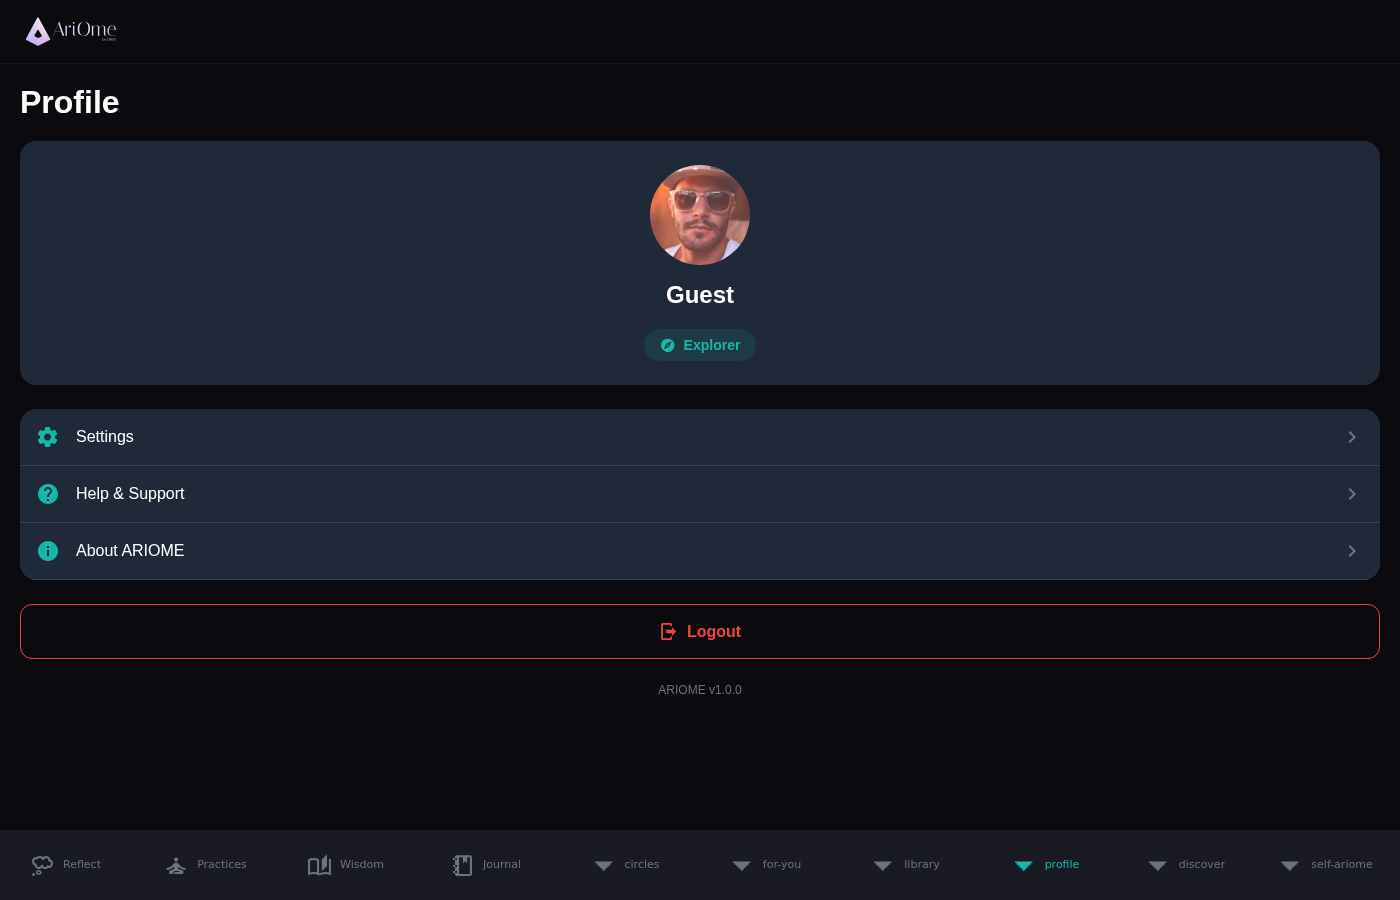 AriOme
Profile
Guest
Explorer
Settings
Help & Support
About ARIOME
Logout
ARIOME v1.0.0
Reflect
Practices
Wisdom
Journal
circles
for-you
library
profile
discover
self-ariome